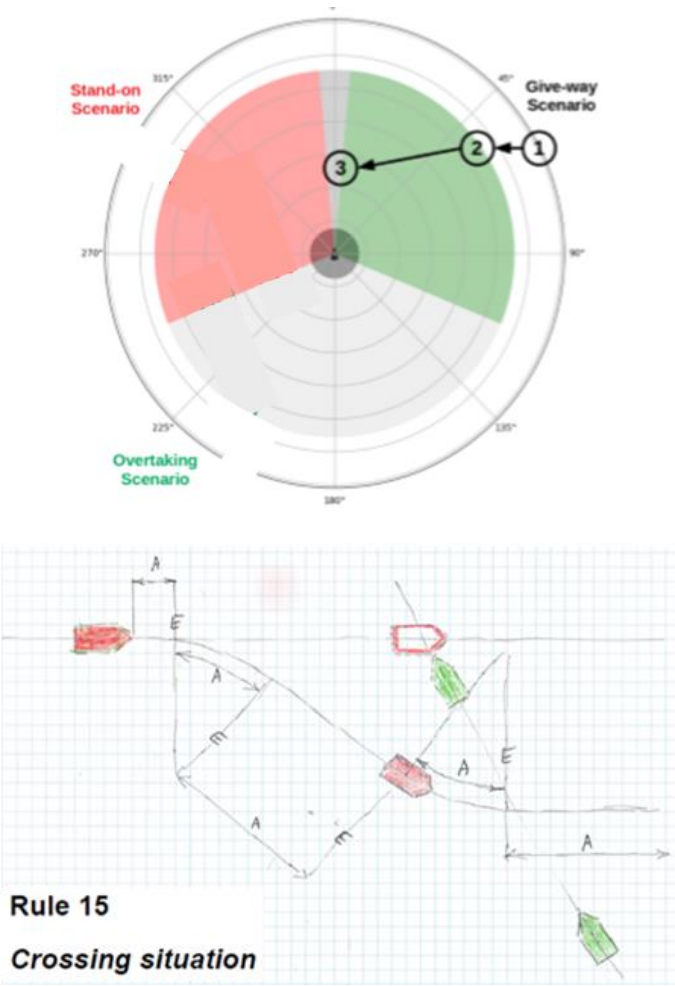 315°
45°
Stand-on
Scenario
Give-way
Scenario
3
2
1
270°
90°
225°
135°
Overtaking
Scenario
180°
A
E
A
E
A
E
A
E
A
Rule 15
Crossing situation